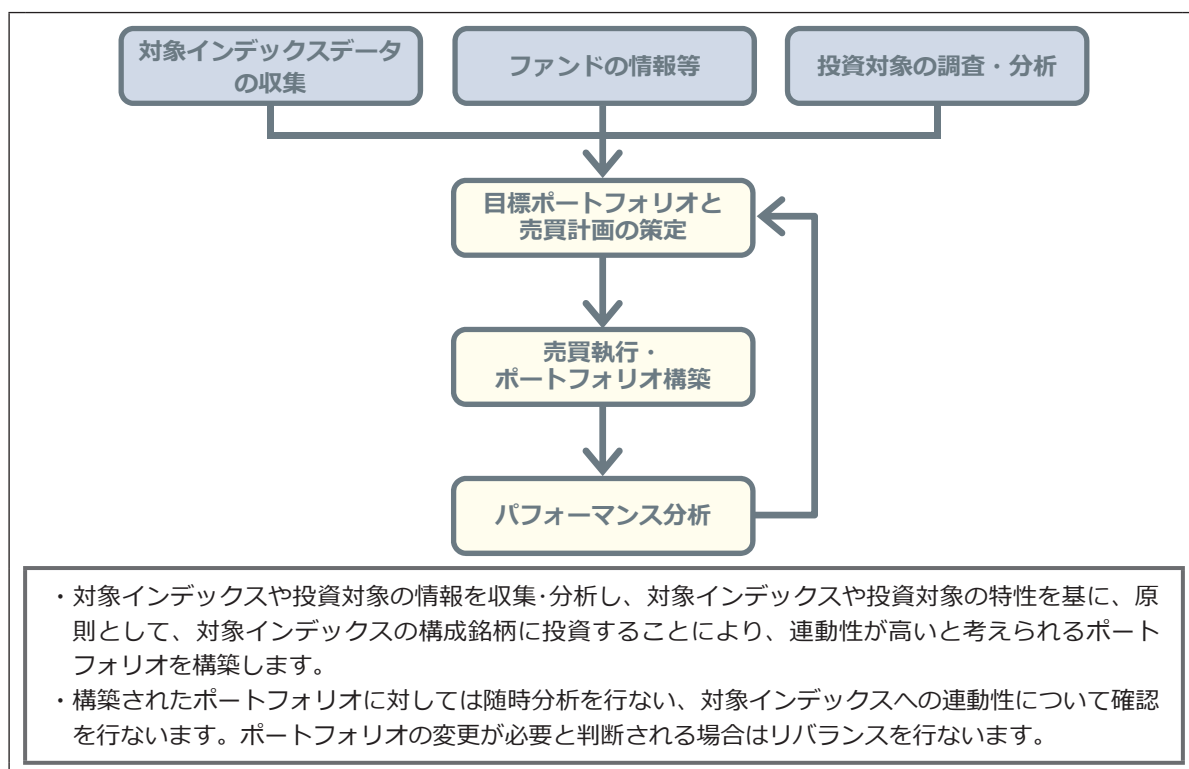 対象インデックスデータ
の収集
ファンドの情報等
投資対象の調査・分析
目標ポートフォリオと
売買計画の策定
売買執行・
ポートフォリオ構築
パフォーマンス分析
・対象インデックスや投資対象の情報を収集･分析し、対象インデックスや投資対象の特性を基に、原
則として、対象インデックスの構成銘柄に投資することにより、連動性が高いと考えられるポート
フォリオを構築します。
・構築されたポートフォリオに対しては随時分析を行ない、対象インデックスへの連動性について確認
を行ないます。ポートフォリオの変更が必要と判断される場合はリバランスを行ないます。